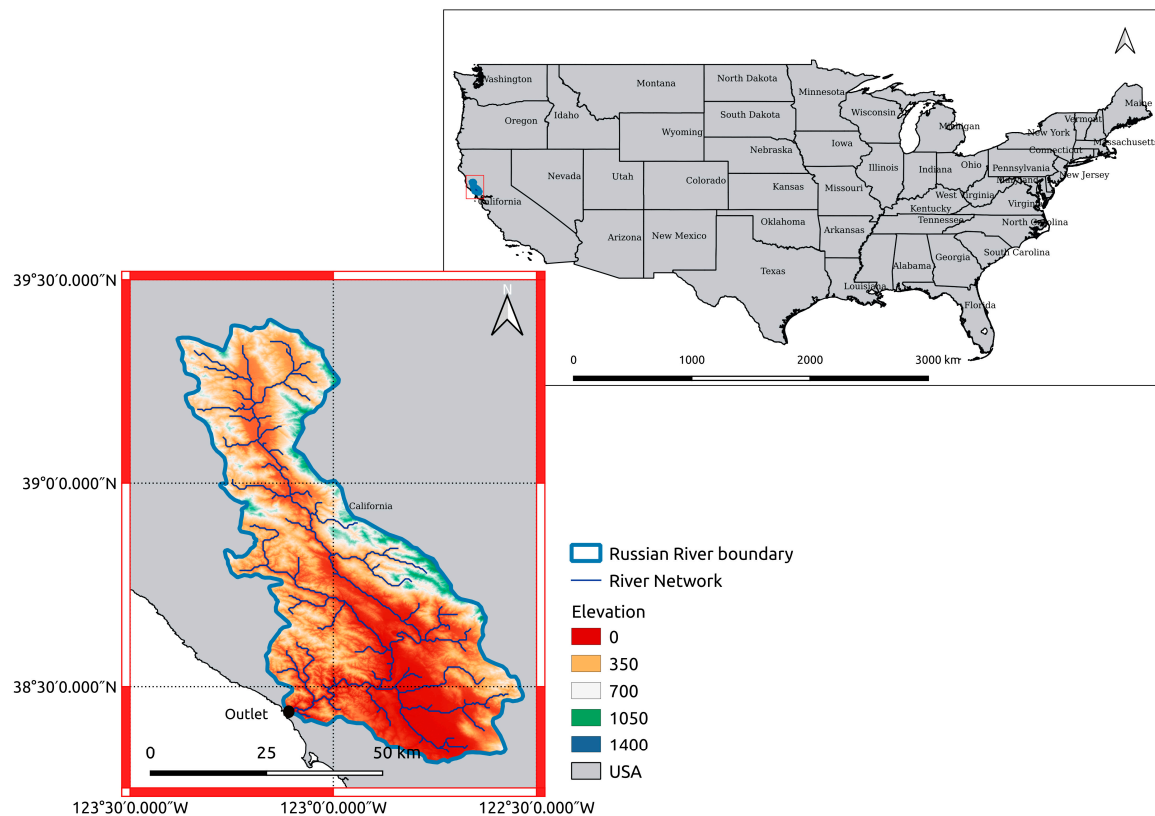 Washington
Montana
North Dakota
Minnesota
Maine
Oregon
Idaho
South Dakota
Wisconsin
Michigan
Vermont
New York
Massachusetts
Wyoming
Iowa
Nebraska
Connecticut
Nevada
Utah
Colorado
Kansas
Missouri
Illinois
Indiana
Ohio
Pennsylvania
New Jersey
Maryland
California
West Virginia
Virginia
Kentucky
Oklahoma
Tennessee
North Carolina
Arizona
New Mexico
Arkansas
South Carolina
Texas
Alabama
Georgia
Louisiana
Florida
0 1000 2000 3000 km
39°30′0.000″N
N
39°0′0.000″N
California
38°30′0.000″N
Outlet
0 25 50 km
123°30′0.000″W 123°0′0.000″W 122°30′0.000″W
Russian River boundary
River Network
Elevation
0
350
700
1050
1400
USA